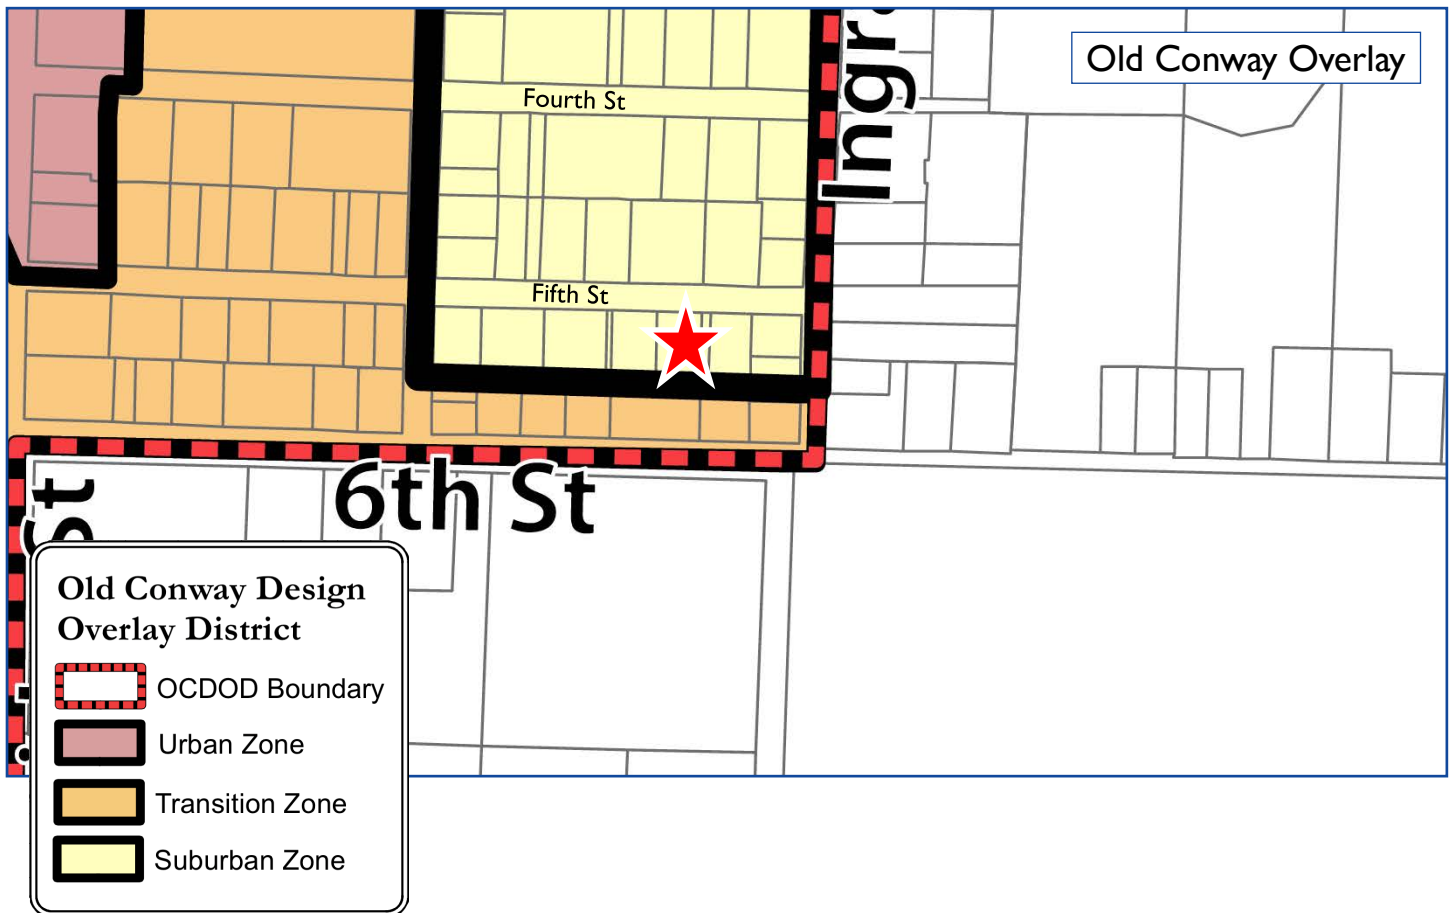 Old Conway Overlay
Fourth St
Fifth St
6th St
St
Old Conway Design
Overlay District
OCDOD Boundary
Urban Zone
Transition Zone
Suburban Zone